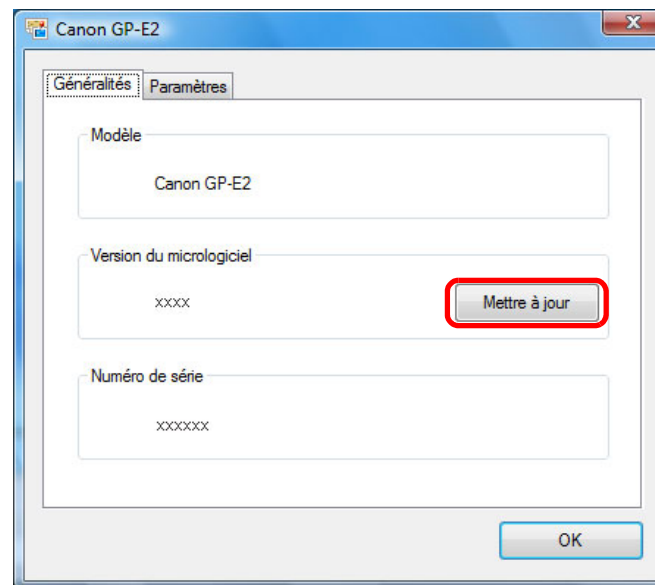 Canon GP-E2
Généralités Paramètres
Modèle
Canon GP-E2
Version du micrologiciel
xxxx
Mettre à jour
Numéro de série
xxxxxx
OK